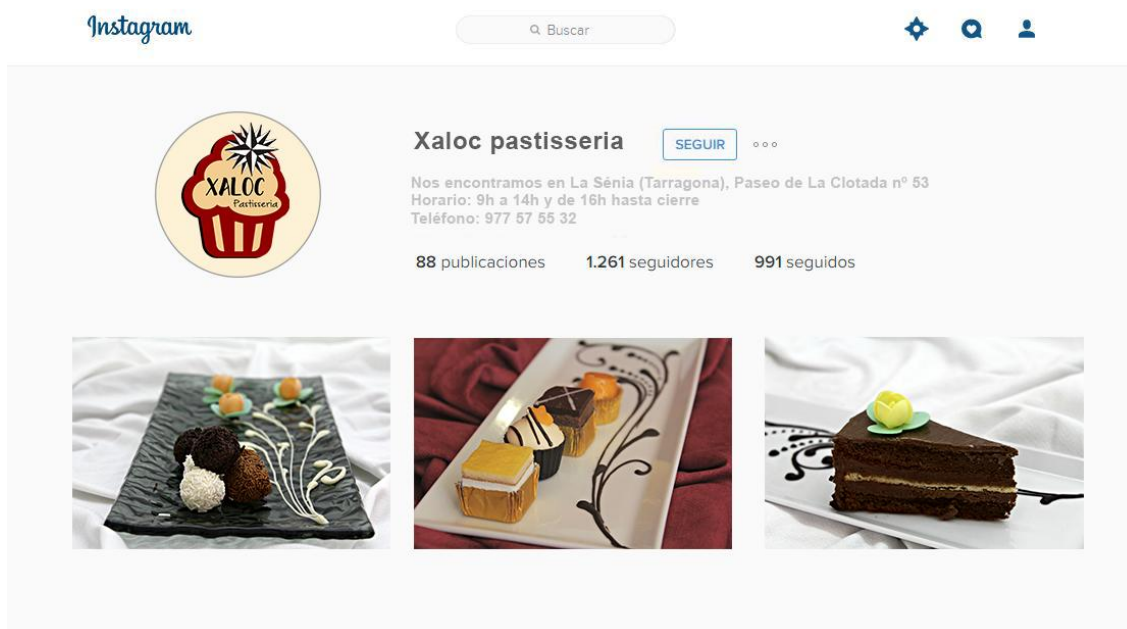 Instagram
Buscar
XALOC
Pastisseria
Xaloc pastisseria
SEGUIR
Nos encontramos en La Sénia (Tarragona), Paseo de La Clotada nº 53
Horario: 9h a 14h y de 16h hasta cierre
Teléfono: 977 57 55 32
88 publicaciones 1.261 seguidores 991 seguidos